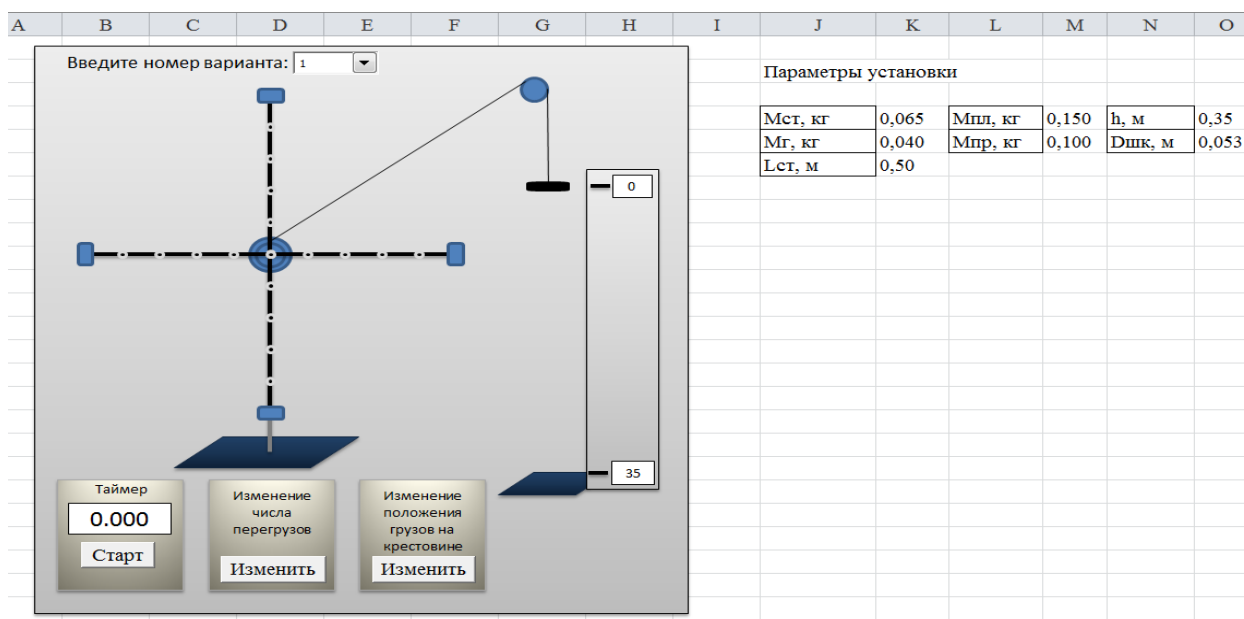 A B C D E F G H I J K L M N O
Введите номер варианта: 1
Параметры установки
Мст, кг 0,065 Мпл, кг 0,150 h, м 0,35
Мг, кг 0,040 Мпр, кг 0,100 Dшк, м 0,053
Lст, м 0,50
0
35
Таймер
0.000
Старт
Изменение
числа
перегрузов
Изменить
Изменение
положения
грузов на
крестовине
Изменить